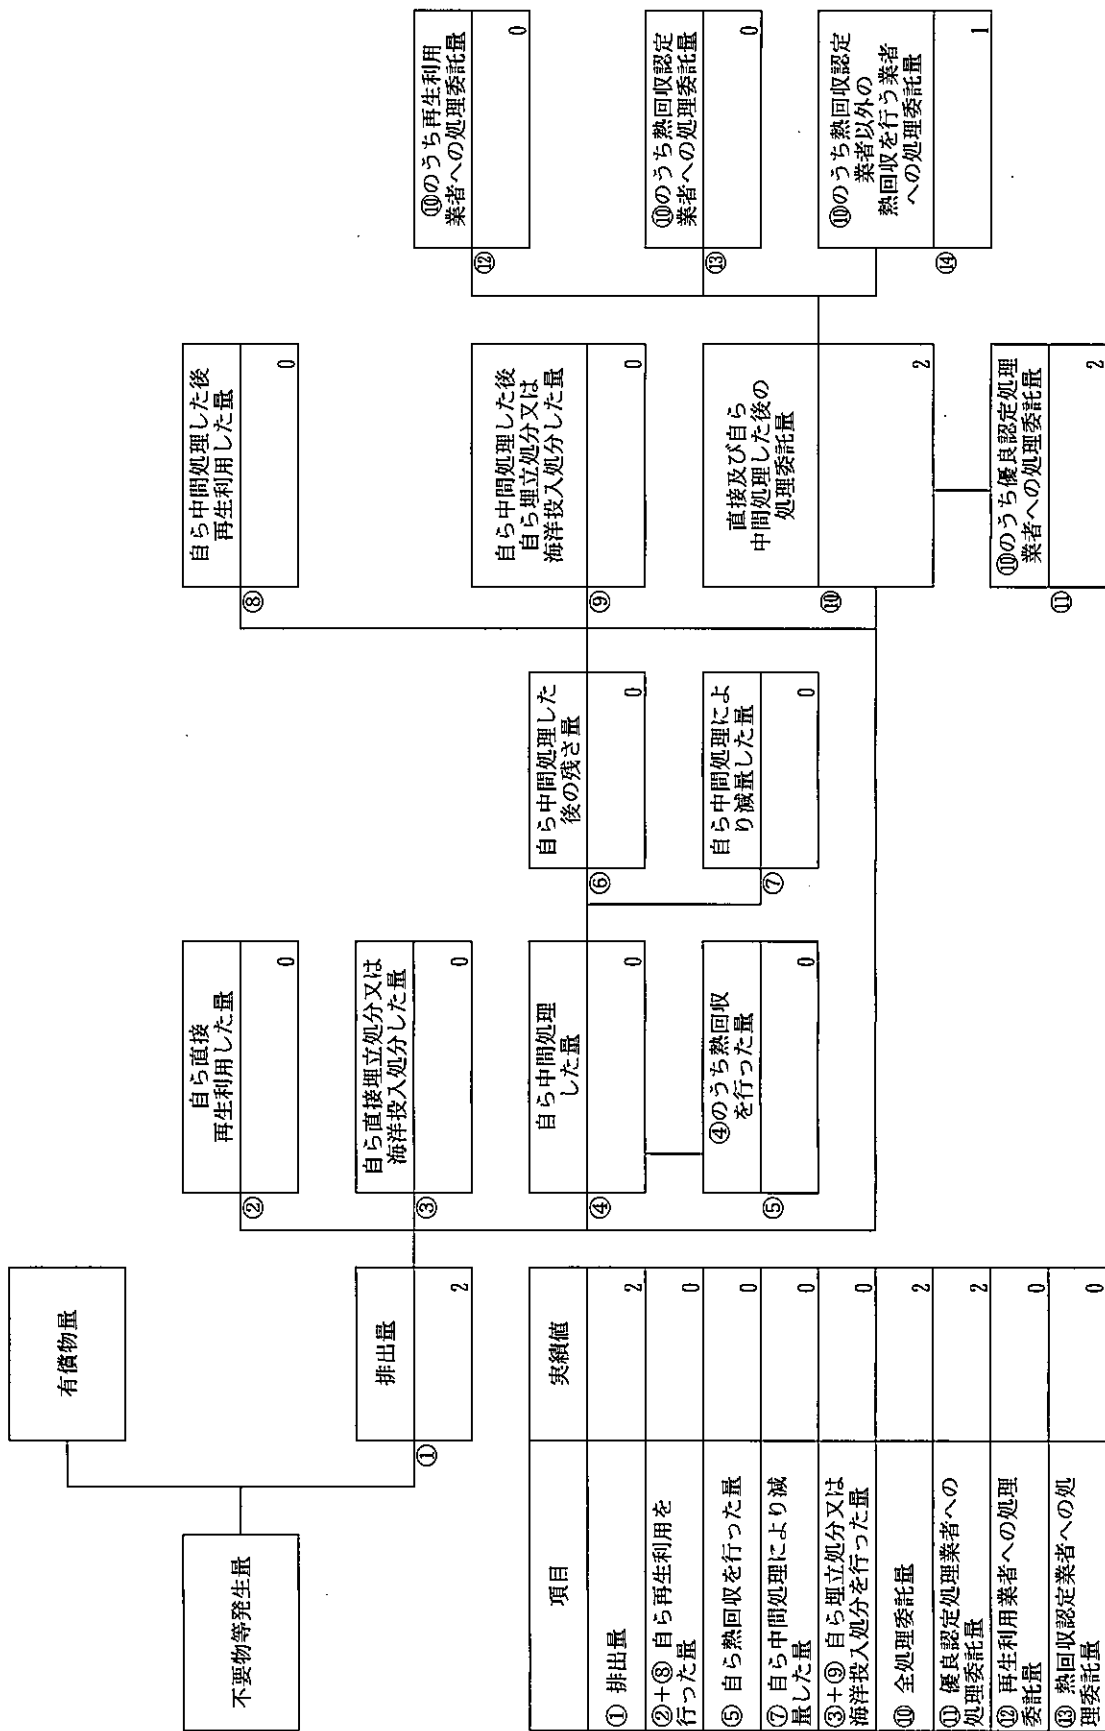 不要物等発生量
有償物量
排出量
① 2
自ら直接
再生利用した量
② 0
自ら直接埋立処分又は
海洋投入処分した量
③ 0
自ら中間処理
した量
④ 0
④のうち熱回収
を行った量
⑤ 0
自ら中間処理した
後の残さ量
⑥ 0
自ら中間処理によ
り減量した量
⑦ 0
自ら中間処理した後
再生利用した量
⑧ 0
自ら中間処理した後
自ら埋立処分又は
海洋投入処分した量
⑨ 0
直接及び自ら
中間処理した後の
処理委託量
⑩ 2
⑩のうち優良認定処理
業者への処理委託量
⑪ 2
⑩のうち再生利用
業者への処理委託量
⑫ 0
⑩のうち熱回収認定
業者への処理委託量
⑬ 0
⑩のうち熱回収認定
業者以外の
熱回収を行う業者
への処理委託量
⑭ 1
項目 実績値
① 排出量 2
②+⑧ 自ら再生利用を
行った量 0
⑤ 自ら熱回収を行った量 0
⑦ 自ら中間処理により減
量した量 0
③+⑨ 自ら埋立処分又は
海洋投入処分を行った量 0
⑩ 全処理委託量 2
⑪ 優良認定処理業者への
処理委託量 2
⑫ 再生利用業者への処理
委託量 0
⑬ 熱回収認定業者への処
理委託量 0